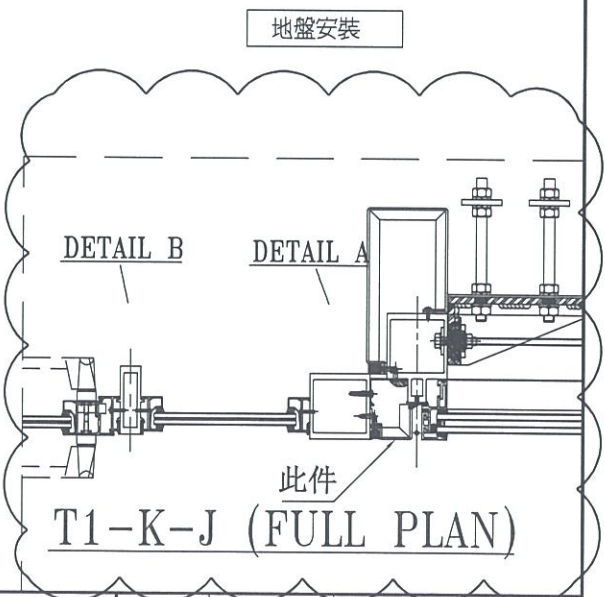 地盤安裝
DETAIL B
DETAIL A
此件
T1-K-J (FULL PLAN)